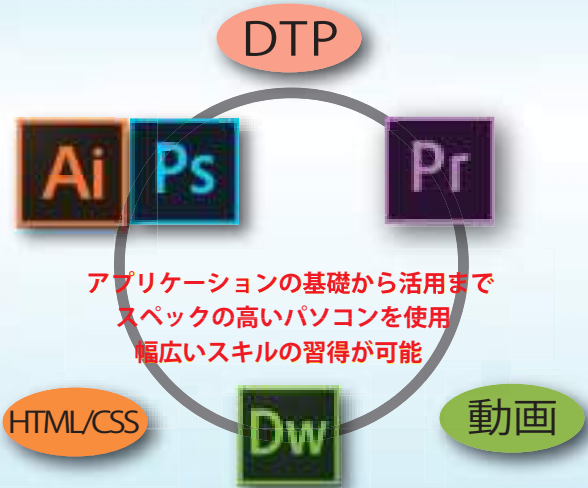 DTP
Ai Ps Pr
アプリケーションの基礎から活用まで
スペックの高いパソコンを使用
幅広いスキルの習得が可能
HTML/CSS Dw 動画